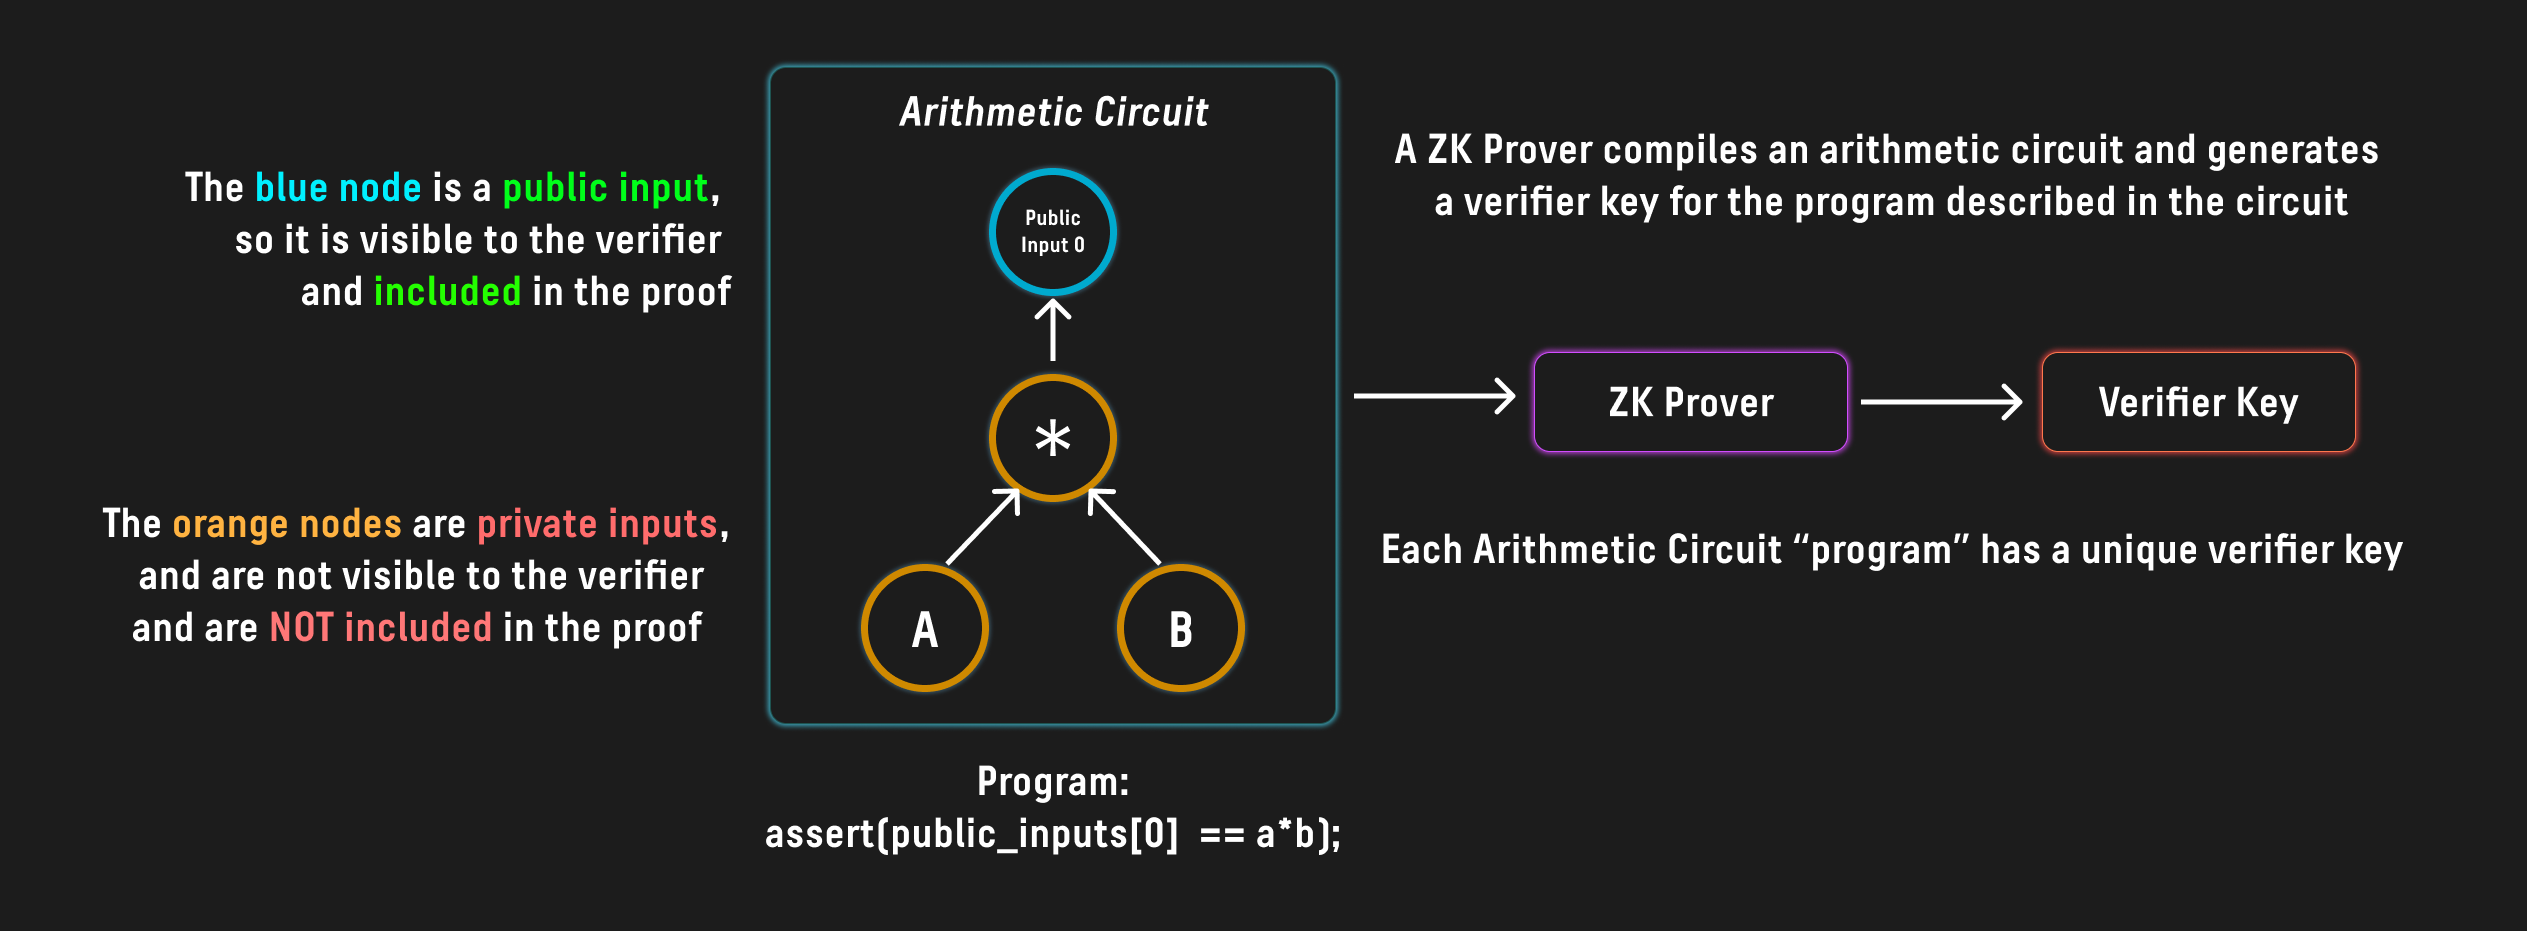 Arithmetic Circuit
The blue node is a public input,
so it is visible to the verifier
and included in the proof
Public
Input 0
*
A
B
The orange nodes are private inputs,
and are not visible to the verifier
and are NOT included in the proof
Program:
assert(public_inputs[0] == a*b);
A ZK Prover compiles an arithmetic circuit and generates
a verifier key for the program described in the circuit
ZK Prover
Verifier Key
Each Arithmetic Circuit “program” has a unique verifier key